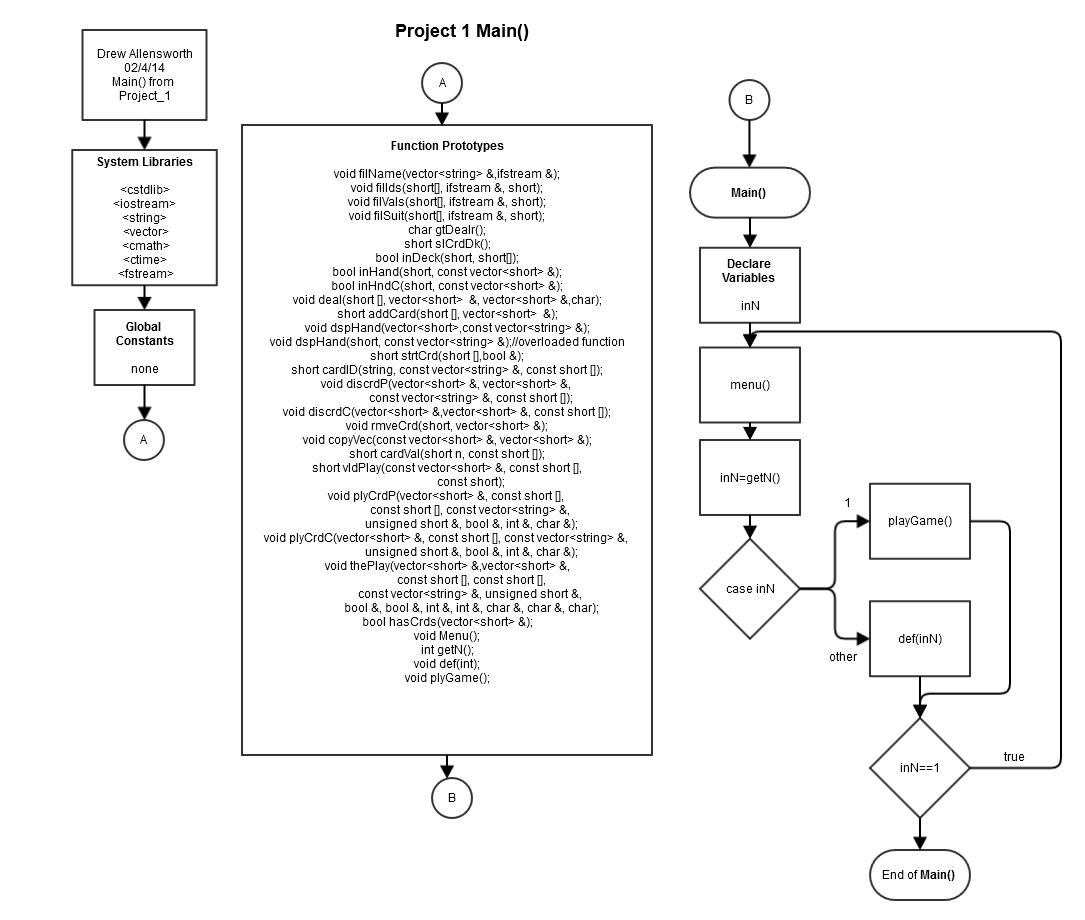 Project 1 Main()
Drew Allensworth
02/4/14
Main() from
Project_1
System Libraries
<cstdlib>
<iostream>
<string>
<vector>
<cmath>
<ctime>
<fstream>
Global
Constants
none
A
A
Function Prototypes
void filName(vector<string> &,ifstream &);
void fillds(short[], ifstream &, short);
void filVals(short[], ifstream &, short);
void filSuit(short[], ifstream &, short);
char gtDealr();
short slCrdDk();
bool inDeck(short, short[]);
bool inHand(short, const vector<short> &);
bool inHndC(short, const vector<short> &);
void deal(short [], vector<short>  &, vector<short> &,char);
short addCard(short [], vector<short>  &);
void dspHand(vector<short>,const vector<string> &);
void dspHand(short, const vector<string> &);//overloaded function
short strtCrd(short [],bool &);
short cardID(string, const vector<string> &, const short []);
void discrdP(vector<short> &, vector<short> &,
const vector<string> &, const short []);
void discrdC(vector<short> &,vector<short> &, const short []);
void rmveCrd(short, vector<short> &);
void copyVec(const vector<short> &, vector<short> &);
short cardVal(short n, const short []);
short vldPlay(const vector<short> &, const short [],
const short);
void plyCrdP(vector<short> &, const short [],
const short [], const vector<string> &,
unsigned short &, bool &, int &, char &);
void plyCrdC(vector<short> &, const short [], const vector<string> &,
unsigned short &, bool &, int &, char &);
void thePlay(vector<short> &,vector<short> &,
const short [], const short [],
const vector<string> &, unsigned short &,
bool &, bool &, int &, int &, char &, char &, char);
bool hasCrds(vector<short> &);
void Menu();
int getN();
void def(int);
void plyGame();
B
B
Main()
Declare
Variables
inN
menu()
inN=getN()
case inN
1
playGame()
other
def(inN)
inN==1
true
End of Main()